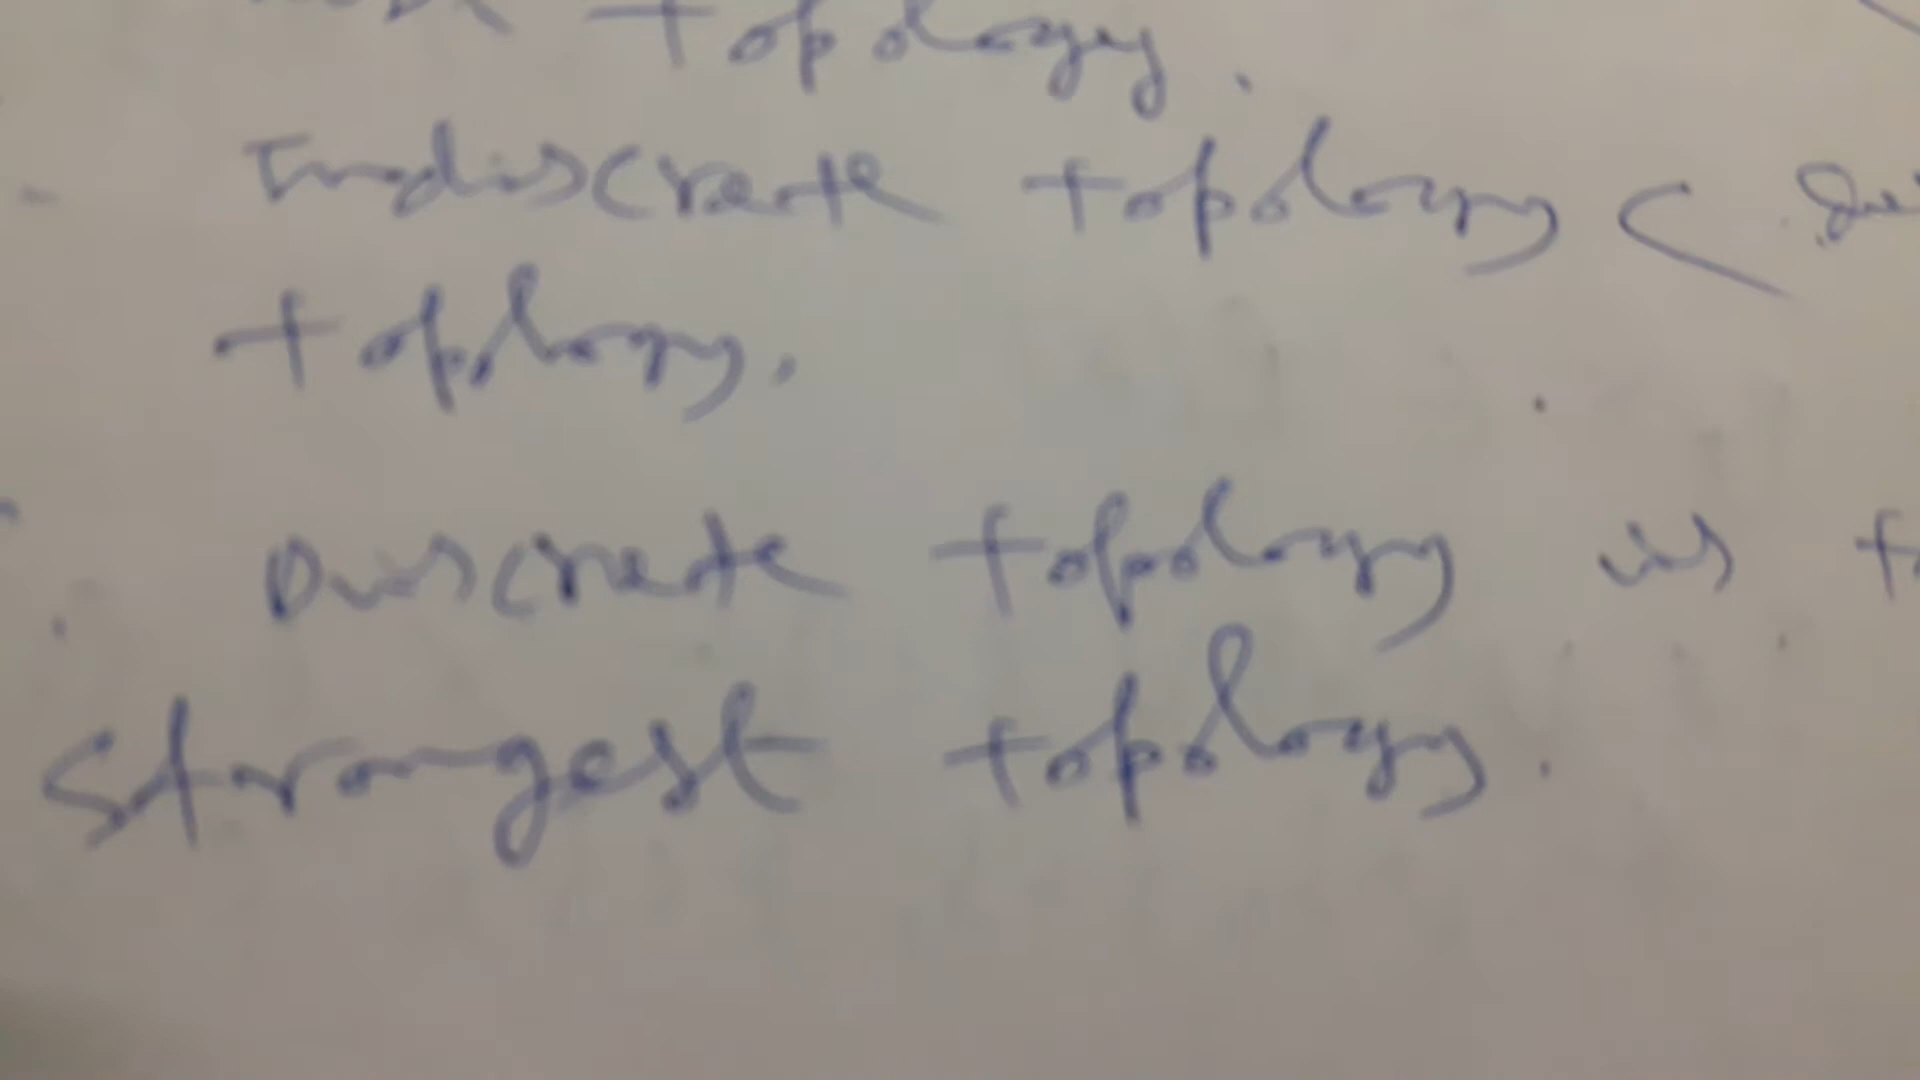 topology.
Indiscrete topology <
topology.
Discrete topology is
strongest topology.